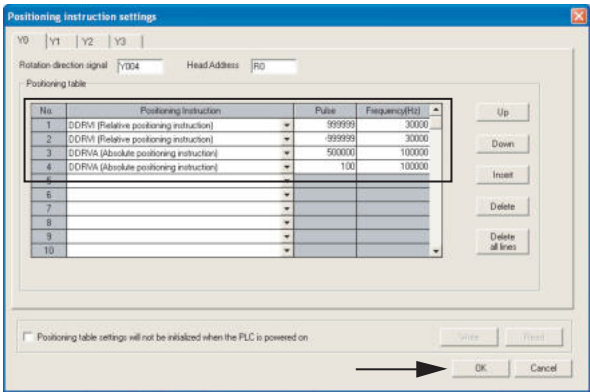 Positioning instruction settings
Y0 Y1 Y2 Y3
Rotation direction signal Y004 Head Address R0
Positioning table
No. Positioning Instruction Pulse Frequency(Hz)
1 DDRVI (Relative positioning instruction) 999999 30000
2 DDRVI (Relative positioning instruction) -999999 30000
3 DDRVA (Absolute positioning instruction) 500000 100000
4 DDRVA (Absolute positioning instruction) 100 100000
5
6
7
8
9
10
Up
Down
Insert
Delete
Delete all lines
Positioning table settings will not be initialized when the PLC is powered on
Write Read
OK Cancel